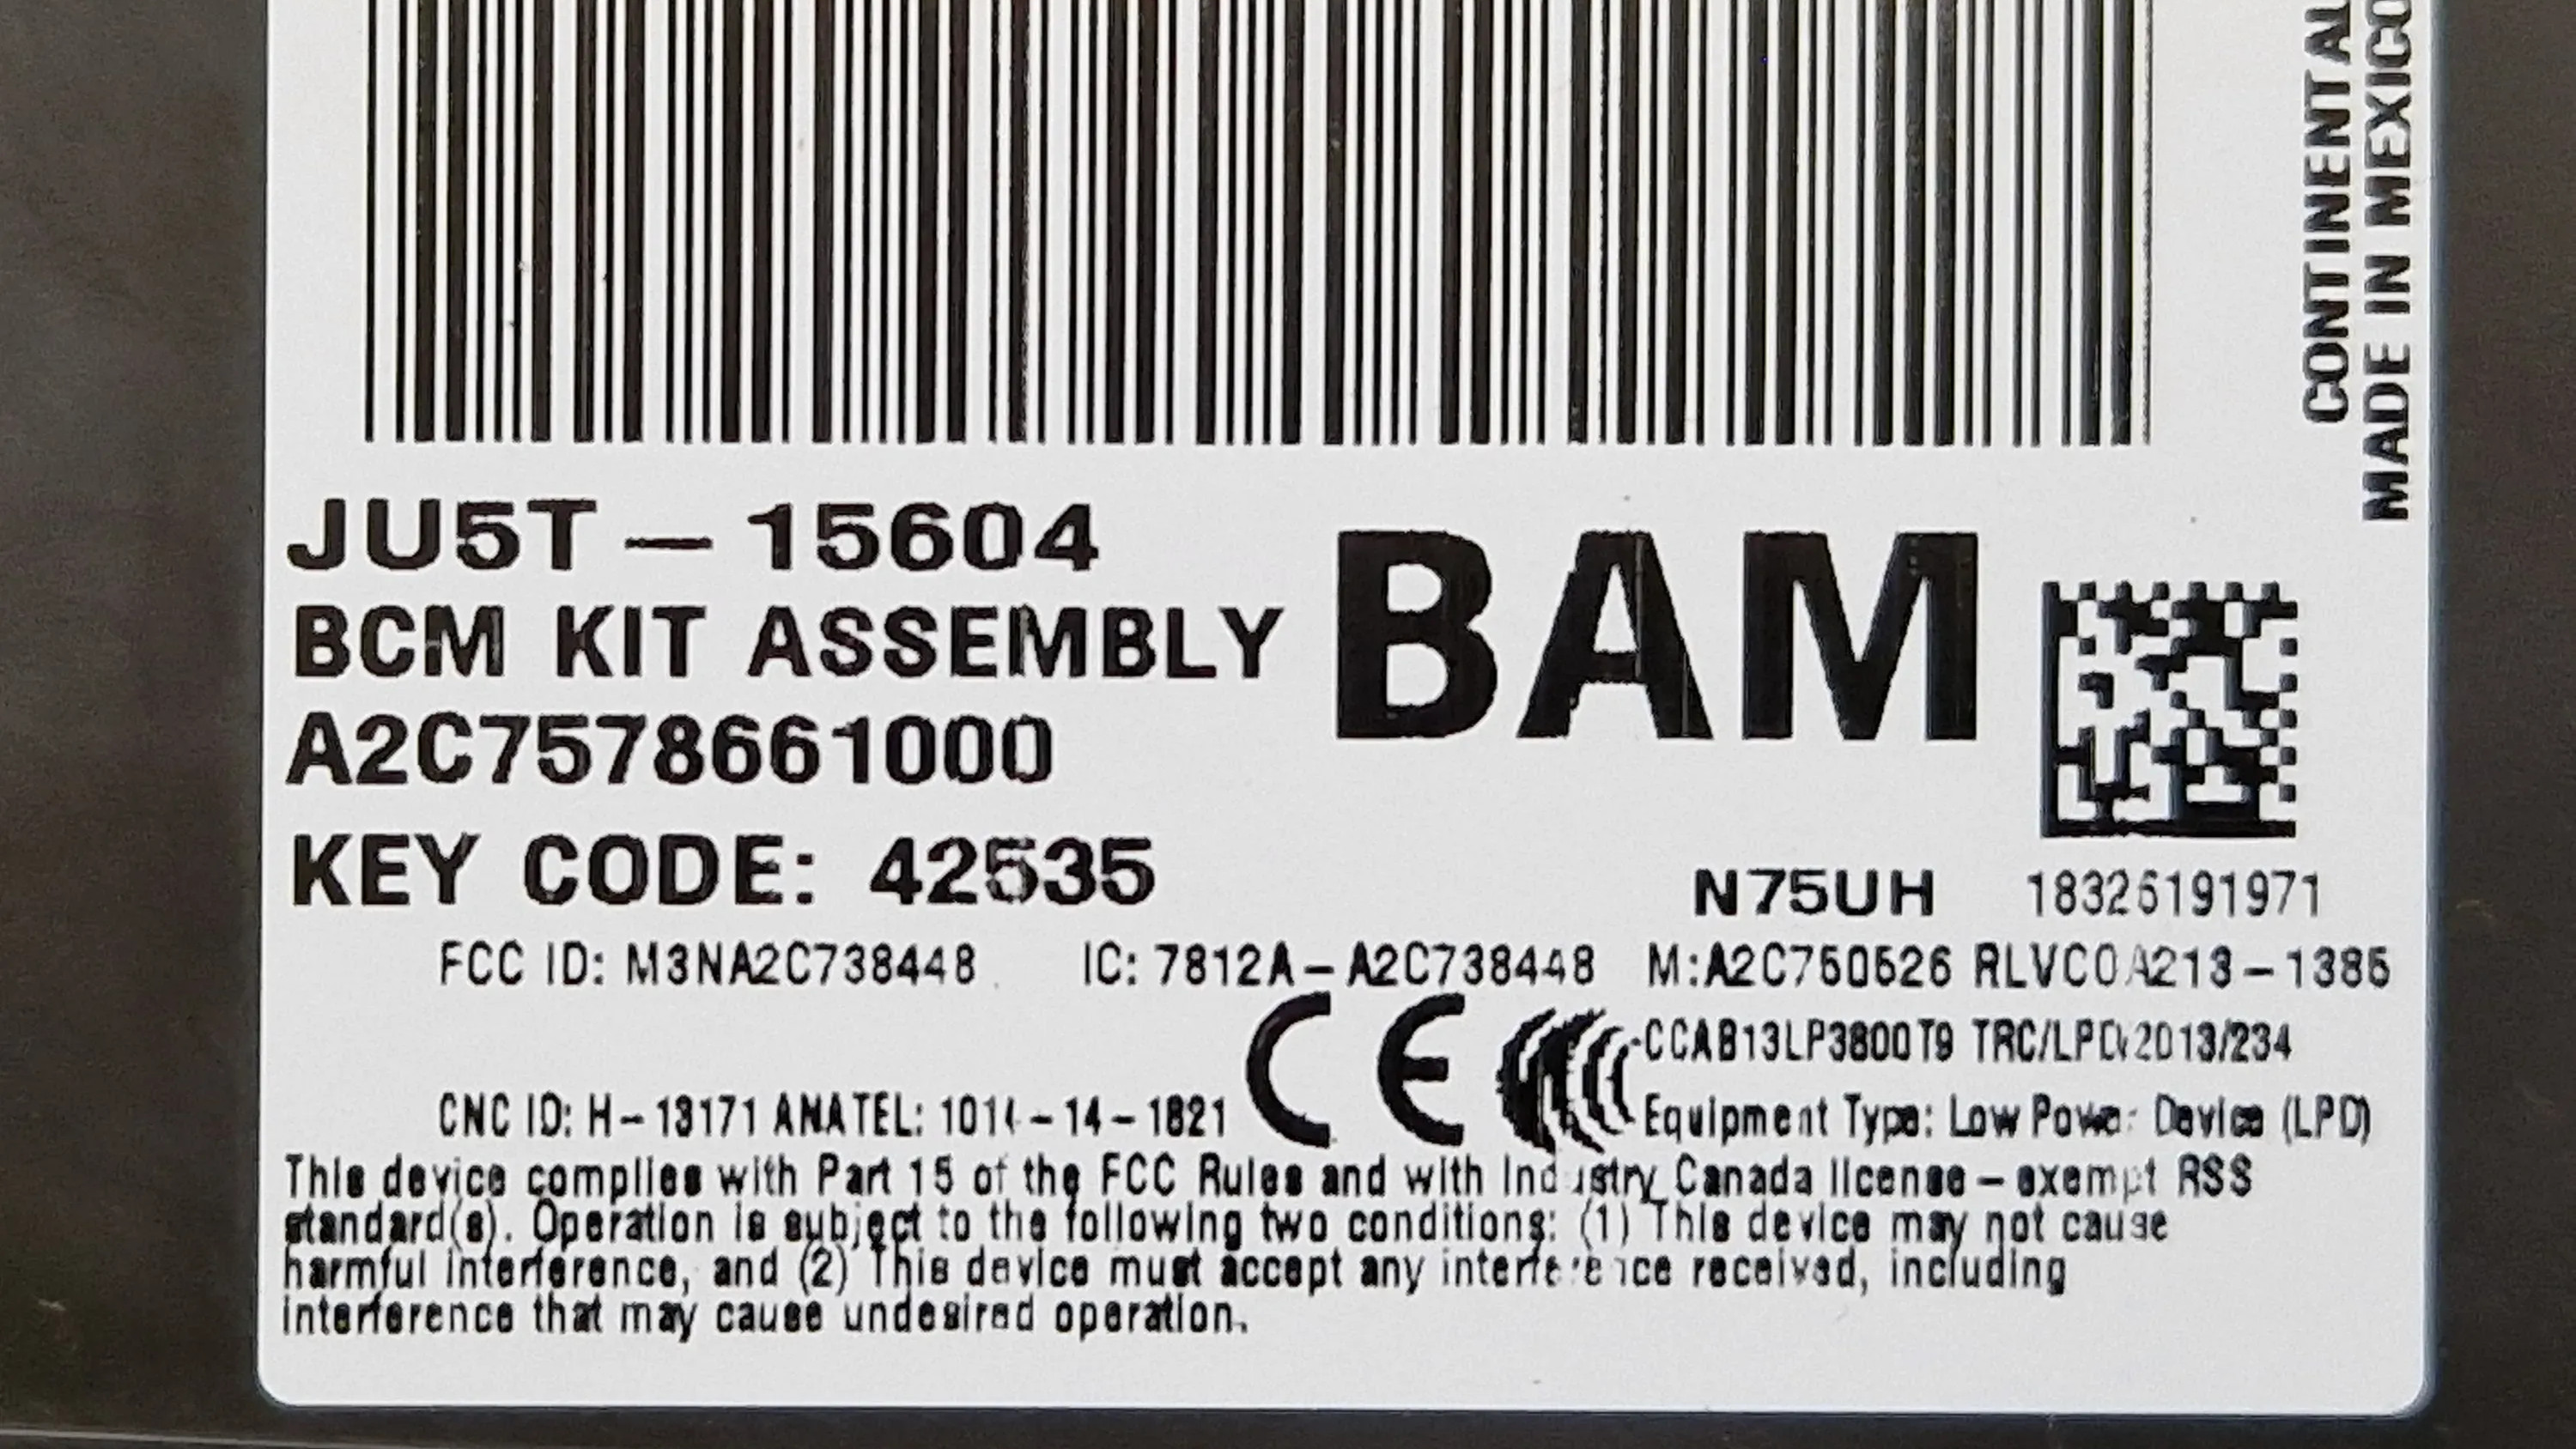 CONTINENTAL
MADE IN MEXICO
JU5T-15604
BAM
BCM KIT ASSEMBLY
A2C7578661000
KEY CODE: 42535
N75UH 18326191971
FCC ID: M3NA2C738448 IC: 7812A-A2C738448 M:A2C750526 RLVC0A213-1385
CE
CCAB13LP3800T9 TRC/LPD/2013/234
CNC ID: H-13171 ANATEL: -14-1821
Equipment Type: Low Power Device (LPD)
This device complies with Part 15 of the FCC Rules and with Industry Canada license-exempt RSS
standard(s). Operation is subject to the following two conditions: (1) This device may not cause
harmful interference, and (2) This device must accept any interference received, including
interference that may cause undesired operation.